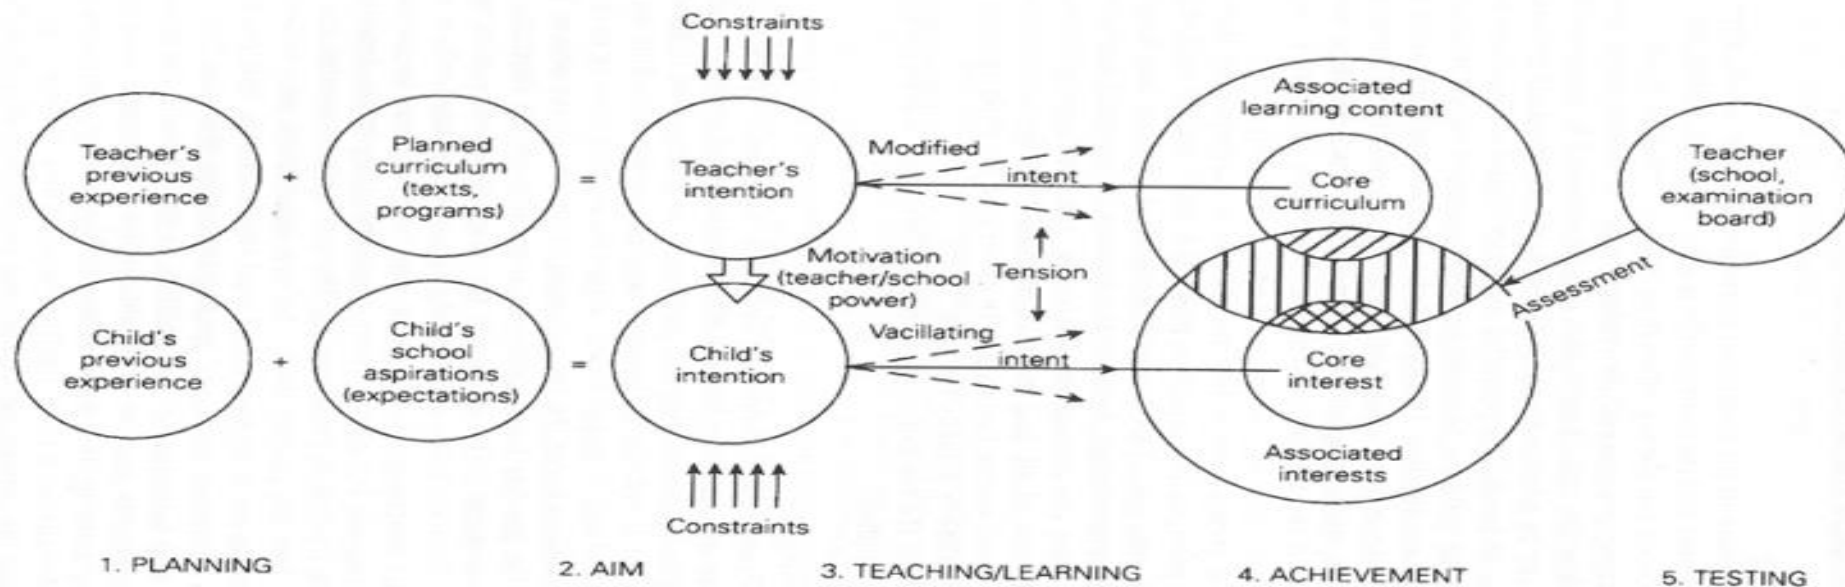 Constraints
Teacher's
previous
experience
+
Planned
curriculum
(texts,
programs)
=
Teacher's
intention
Modified
intent
Associated
learning content
Core
curriculum
Teacher
(school,
examination
board)
Motivation
(teacher/school
power)
Tension
Assessment
Child's
previous
experience
+
Child's
school
aspirations
(expectations)
=
Child's
intention
Vacillating
intent
Core
interest
Associated
interests
Constraints
1. PLANNING
2. AIM
3. TEACHING/LEARNING
4. ACHIEVEMENT
5. TESTING